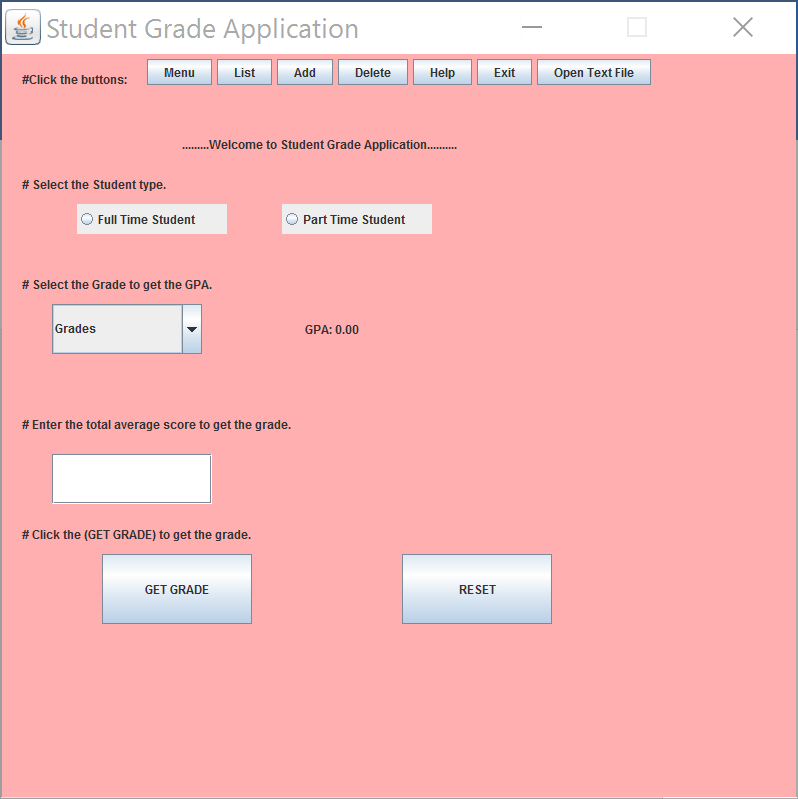 Student Grade Application
#Click the buttons: Menu List Add Delete Help Exit Open Text File
.........Welcome to Student Grade Application..........
# Select the Student type.
Full Time Student Part Time Student
# Select the Grade to get the GPA.
Grades GPA: 0.00
# Enter the total average score to get the grade.
# Click the (GET GRADE) to get the grade.
GET GRADE RESET